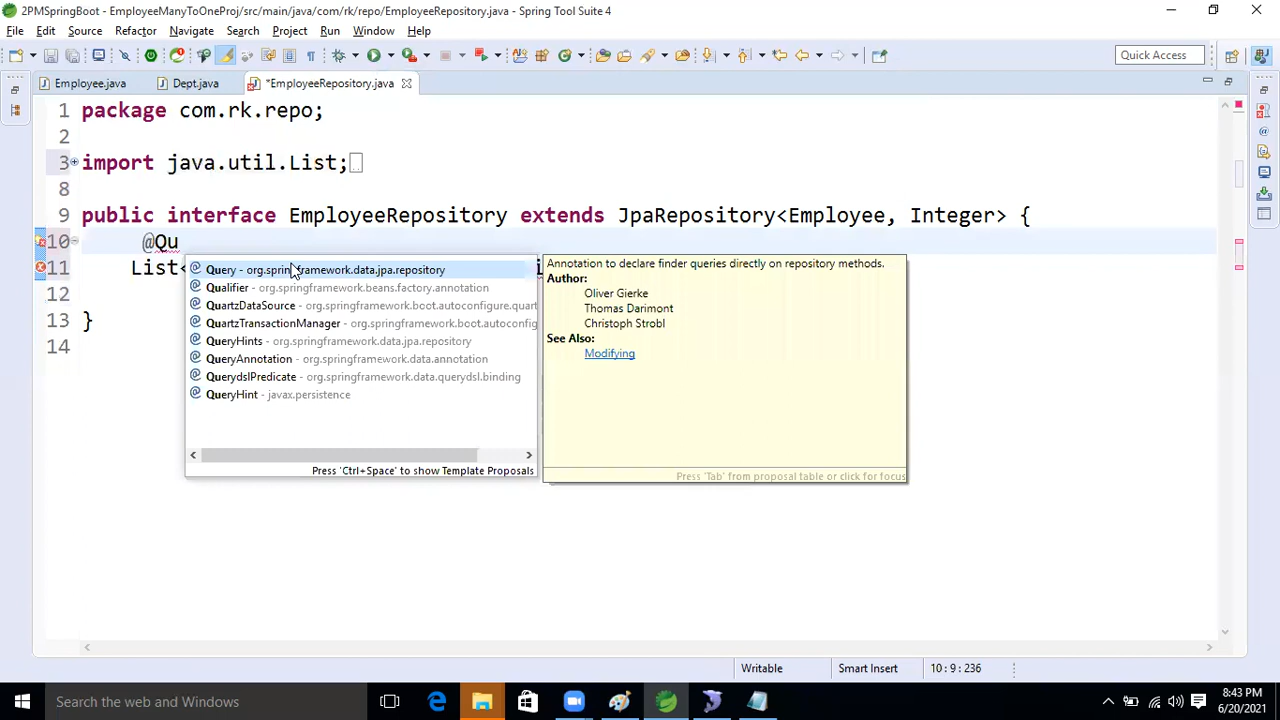 2PMSpringBoot - EmployeeManyToOneProj/src/main/java/com/rk/repo/EmployeeRepository.java - Spring Tool Suite 4
File Edit Source Refactor Navigate Search Project Run Window Help
Quick Access
Employee.java Dept.java *EmployeeRepository.java
1 package com.rk.repo;
2
3 import java.util.List;
8
9 public interface EmployeeRepository extends JpaRepository<Employee, Integer> {
10 @Qu
11 List<
12
13 }
14
Query - org.springframework.data.jpa.repository
Qualifier - org.springframework.beans.factory.annotation
QuartzDataSource - org.springframework.boot.autoconfigure.quart
QuartzTransactionManager - org.springframework.boot.autoconfig
QueryHints - org.springframework.data.jpa.repository
QueryAnnotation - org.springframework.data.annotation
QuerydslPredicate - org.springframework.data.querydsl.binding
QueryHint - javax.persistence
Press 'Ctrl+Space' to show Template Proposals
Annotation to declare finder queries directly on repository methods.
Author:
Oliver Gierke
Thomas Darimont
Christoph Strobl
See Also:
Modifying
Press 'Tab' from proposal table or click for focus
Writable Smart Insert 10 : 9 : 236
Search the web and Windows
8:43 PM
6/20/2021